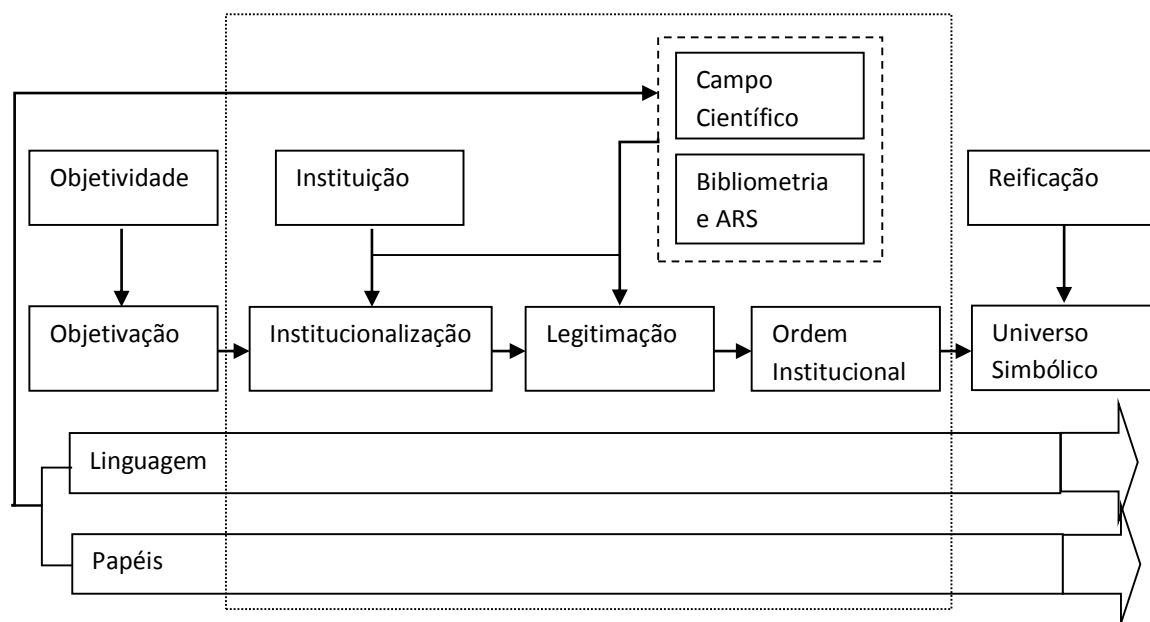 Campo
Científico
Objetividade
Instituição
Bibliometria
e ARS
Reificação
Objetivação
Institucionalização
Legitimação
Ordem
Institucional
Universo
Simbólico
Linguagem
Papéis